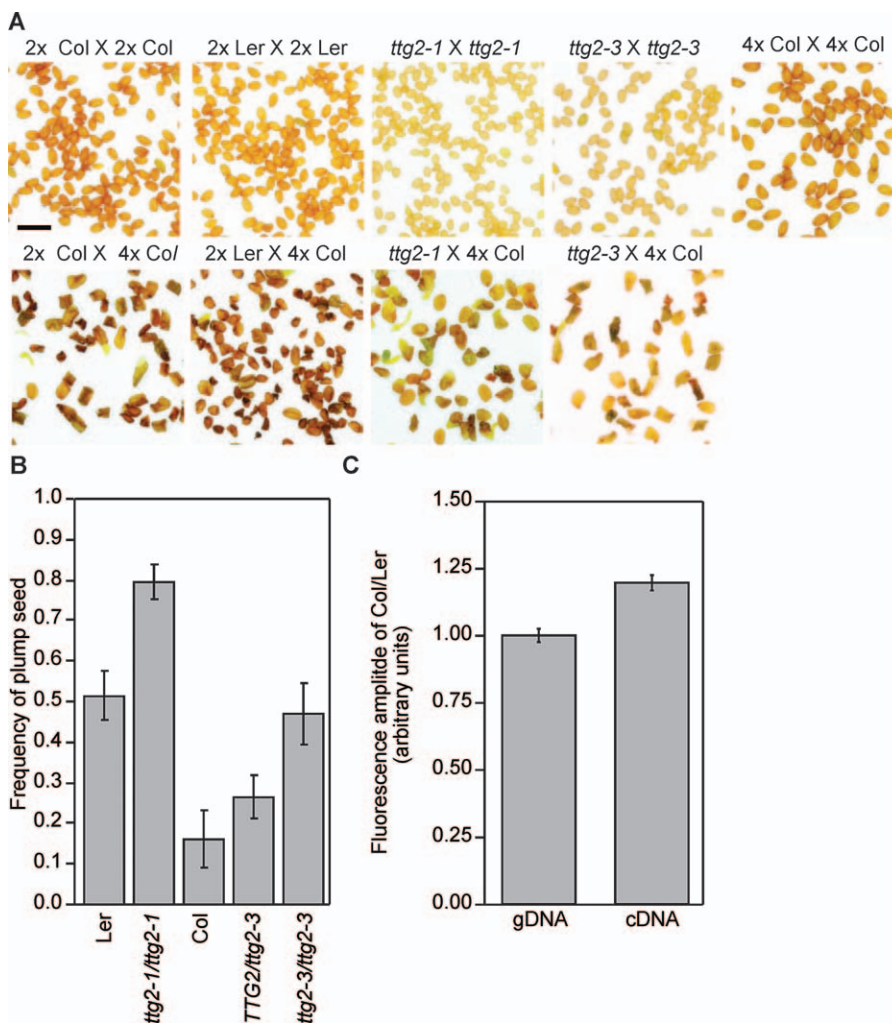 A
2x Col X 2x Col
2x Ler X 2x Ler
ttg2-1 X ttg2-1
ttg2-3 X ttg2-3
4x Col X 4x Col
2x Col X 4x Col
2x Ler X 4x Col
ttg2-1 X 4x Col
ttg2-3 X 4x Col
B
Frequency of plump seed
1.0
0.9
0.8
0.7
0.6
0.5
0.4
0.3
0.2
0.1
0.0
Ler
ttg2-1/ttg2-1
Col
TTG2/ttg2-3
ttg2-3/ttg2-3
C
Fluorescence amplitde of Col/Ler
(arbitrary units)
1.50
1.25
1.00
0.75
0.50
0.25
0.00
gDNA
cDNA